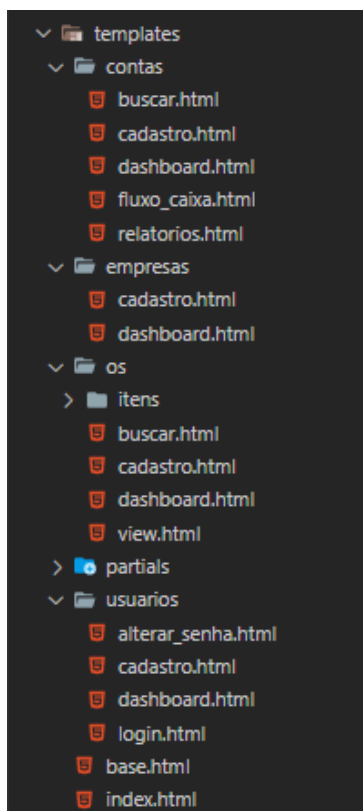 templates
contas
buscar.html
cadastro.html
dashboard.html
fluxo_caixa.html
relatorios.html
empresas
cadastro.html
dashboard.html
os
itens
buscar.html
cadastro.html
dashboard.html
view.html
partials
usuarios
alterar_senha.html
cadastro.html
dashboard.html
login.html
base.html
index.html